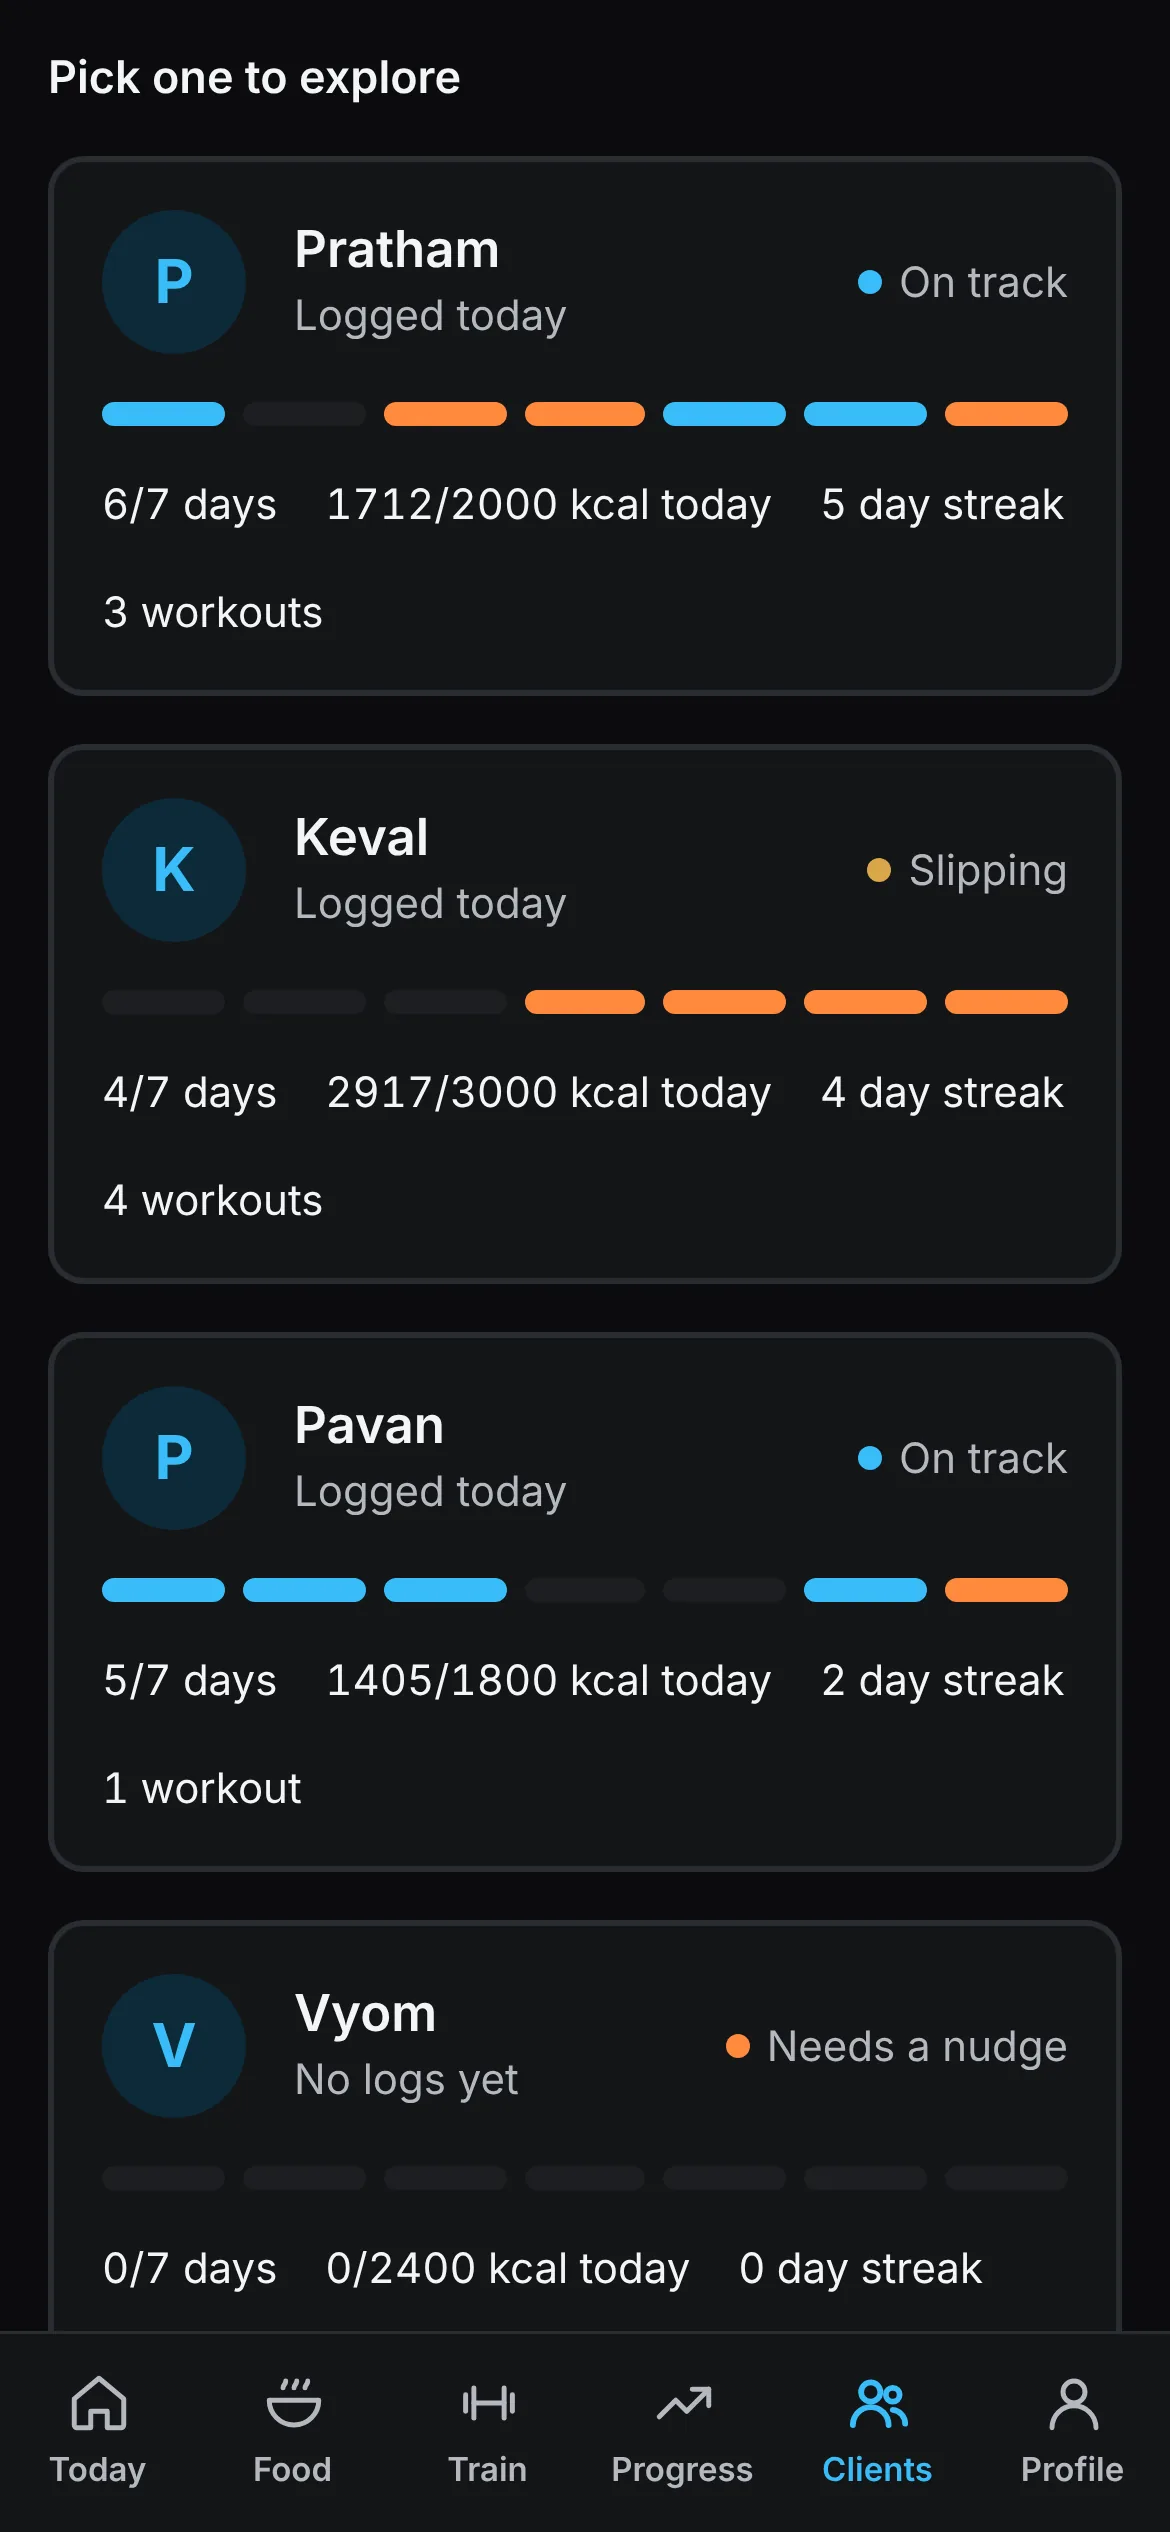 Pick one to explore
P
Pratham
Logged today
On track
6/7 days 1712/2000 kcal today 5 day streak
3 workouts
K
Keval
Logged today
Slipping
4/7 days 2917/3000 kcal today 4 day streak
4 workouts
P
Pavan
Logged today
On track
5/7 days 1405/1800 kcal today 2 day streak
1 workout
V
Vyom
No logs yet
Needs a nudge
0/7 days 0/2400 kcal today 0 day streak
Today Food Train Progress Clients Profile